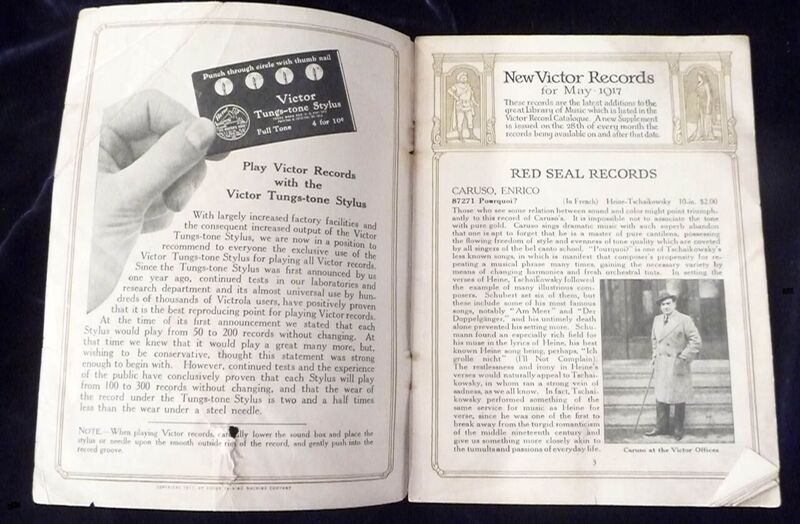 Punch through circle with thumb nail
Victor
Tungs-tone Stylus
Full Tone 4 for 10¢
Play Victor Records
with the
Victor Tungs-tone Stylus
With largely increased factory facilities and
the consequent increased output of the Victor
Tungs-tone Stylus, we are now in a position to
recommend to everyone the exclusive use of the
Victor Tungs-tone Stylus for playing all Victor records.
Since the Tungs-tone Stylus was first announced by us
one year ago, continued tests in our laboratories and
research department and its almost universal use by hun-
dreds of thousands of Victrola users, have positively proven
that it is the best reproducing point for playing Victor records.
At the time of its first announcement we stated that each
Stylus would play from 50 to 200 records without changing. At
that time we knew that it would play a great many more, but,
wishing to be conservative, thought this statement was strong
enough to begin with. However, continued tests and the experience
of the public have conclusively proven that each Stylus will play
from 100 to 300 records without changing, and that the wear of
the record under the Tungs-tone Stylus is two and a half times
less than the wear under a steel needle.
NOTE—When playing Victor records, carefully lower the sound box and place the
stylus or needle upon the smooth outside rim of the record, and gently push into the
record groove.
COPYRIGHT 1917, BY VICTOR TALKING MACHINE COMPANY
New Victor Records
for May 1917
These records are the latest additions to the
great Library of Music which is listed in the
Victor Record Catalogue. A new Supplement
is issued on the 28th of every month the
records being available on and after that date.
RED SEAL RECORDS
CARUSO, ENRICO
87271 Pourquoi? (In French) Heine-Tschaikowsky 10-in. $2.00
Those who see some relation between sound and color might point triumph-
antly to this record of Caruso's. It is impossible not to associate the tone
with pure gold. Caruso sings dramatic music with such superb abandon
that one is apt to forget that he is a master of pure cantilena, possessing
the flowing freedom of style and evenness of tone quality which are coveted
by all singers of the bel canto school. "Pourquoi" is one of Tschaikowsky's
less known songs, in which is manifest that composer's propensity for re-
peating a musical phrase many times, gaining the necessary variety by
means of changing harmonies and fresh orchestral tints. In setting the
verses of Heine, Tschaikowsky followed
the example of many illustrious com-
posers. Schubert set six of them, but
these include some of his most famous
songs, notably "Am Meer" and "Der
Doppelgänger," and his untimely death
alone prevented his setting more. Schu-
mann found an especially rich field for
his muse in the lyrics of Heine, his best
known Heine song being, perhaps, "Ich
grolle nicht" (I'll Not Complain).
The restlessness and irony in Heine's
verses would naturally appeal to Tschai-
kowsky, in whom ran a strong vein of
sadness, as we all know. In fact, Tschai-
kowsky performed something of the
same service for music as Heine for
verse, since he was one of the first to
break away from the turgid romanticism
of the middle nineteenth century and
give us something more closely akin to
the tumults and passions of everyday life.
Caruso at the Victor Offices
3